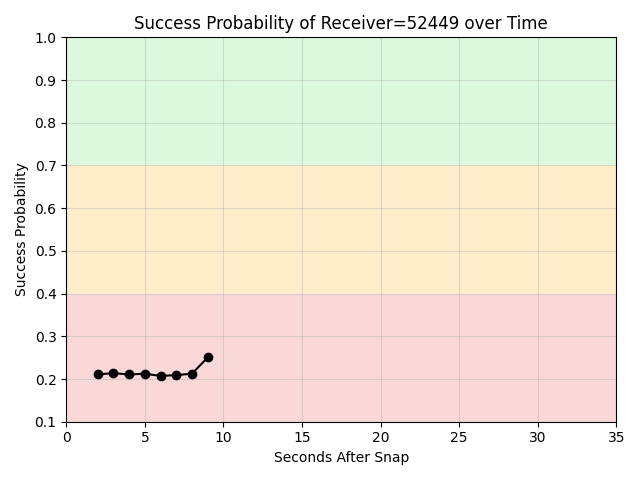 Success Probability of Receiver=52449 over Time
1.0
0.9
0.8
0.7
0.6
0.5
0.4
0.3
0.2
0.1
Success Probability
0 5 10 15 20 25 30 35
Seconds After Snap